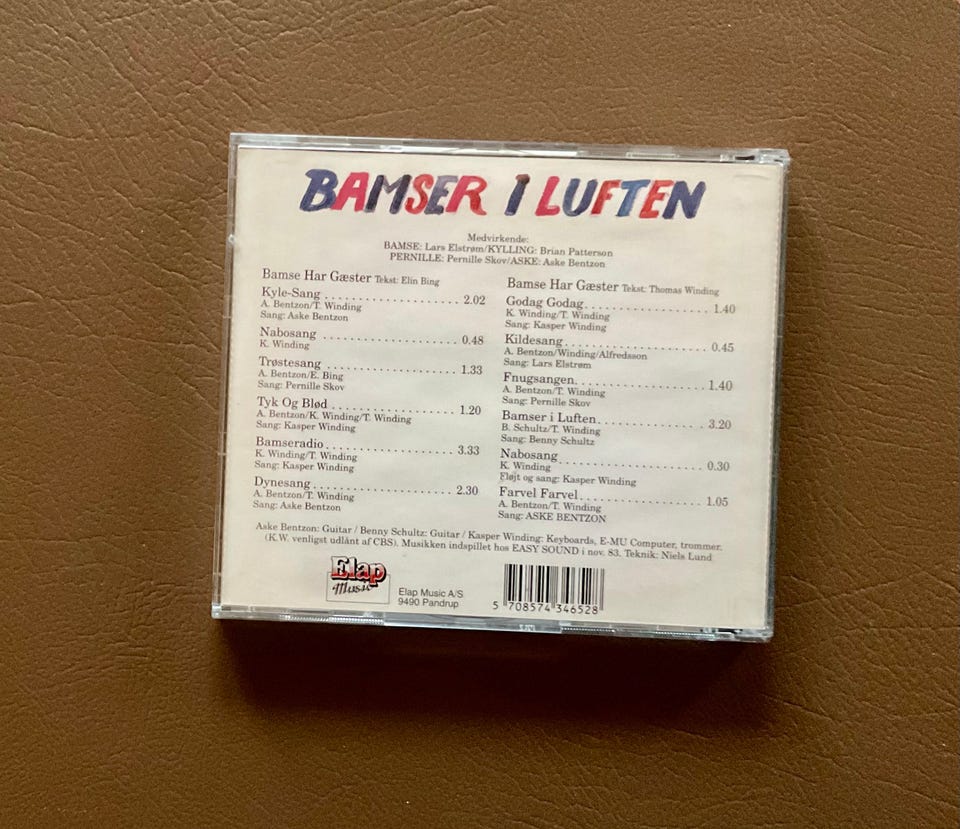 BAMSER I LUFTEN
Medvirkende:
BAMSE: Lars Elstrøm/KYLLING: Brian Patterson
PERNILLE: Pernille Skov/ASKE: Aske Bentzon
Bamse Har Gæster Tekst: Elin Bing
Kyle-Sang . . . . . . . . . . . . . . . . . . . 2.02
A. Bentzon/T. Winding
Sang: Aske Bentzon
Nabosang . . . . . . . . . . . . . . . . . . . . 0.48
K. Winding
Trøstesang . . . . . . . . . . . . . . . . . . . 1.33
A. Bentzon/E. Bing
Sang: Pernille Skov
Tyk Og Blød . . . . . . . . . . . . . . . . . . 1.20
A. Bentzon/K. Winding/T. Winding
Sang: Kasper Winding
Bamseradio . . . . . . . . . . . . . . . . . . . 3.33
K. Winding/T. Winding
Sang: Kasper Winding
Dynesang . . . . . . . . . . . . . . . . . . . . 2.30
A. Bentzon/T. Winding
Sang: Aske Bentzon
Bamse Har Gæster Tekst: Thomas Winding
Godag Godag . . . . . . . . . . . . . . . . . 1.40
K. Winding/T. Winding
Sang: Kasper Winding
Kildesang . . . . . . . . . . . . . . . . . . . . 0.45
A. Bentzon/Winding/Alfredsson
Sang: Lars Elstrøm
Fnugsangen . . . . . . . . . . . . . . . . . . 1.40
A. Bentzon/T. Winding
Sang: Pernille Skov
Bamser i Luften . . . . . . . . . . . . . . . 3.20
B. Schultz/T. Winding
Sang: Benny Schultz
Nabosang . . . . . . . . . . . . . . . . . . . . 0.30
K. Winding
Fløjt og sang: Kasper Winding
Farvel Farvel . . . . . . . . . . . . . . . . . 1.05
A. Bentzon/T. Winding
Sang: ASKE BENTZON
Aske Bentzon: Guitar / Benny Schultz: Guitar / Kasper Winding: Keyboards, E-MU Computer, trommer.
(K.W. venligst udlånt af CBS). Musikken indspillet hos EASY SOUND i nov. 83. Teknik: Niels Lund
Elap
Music
Elap Music A/S
9490 Pandrup
5 708574 346528